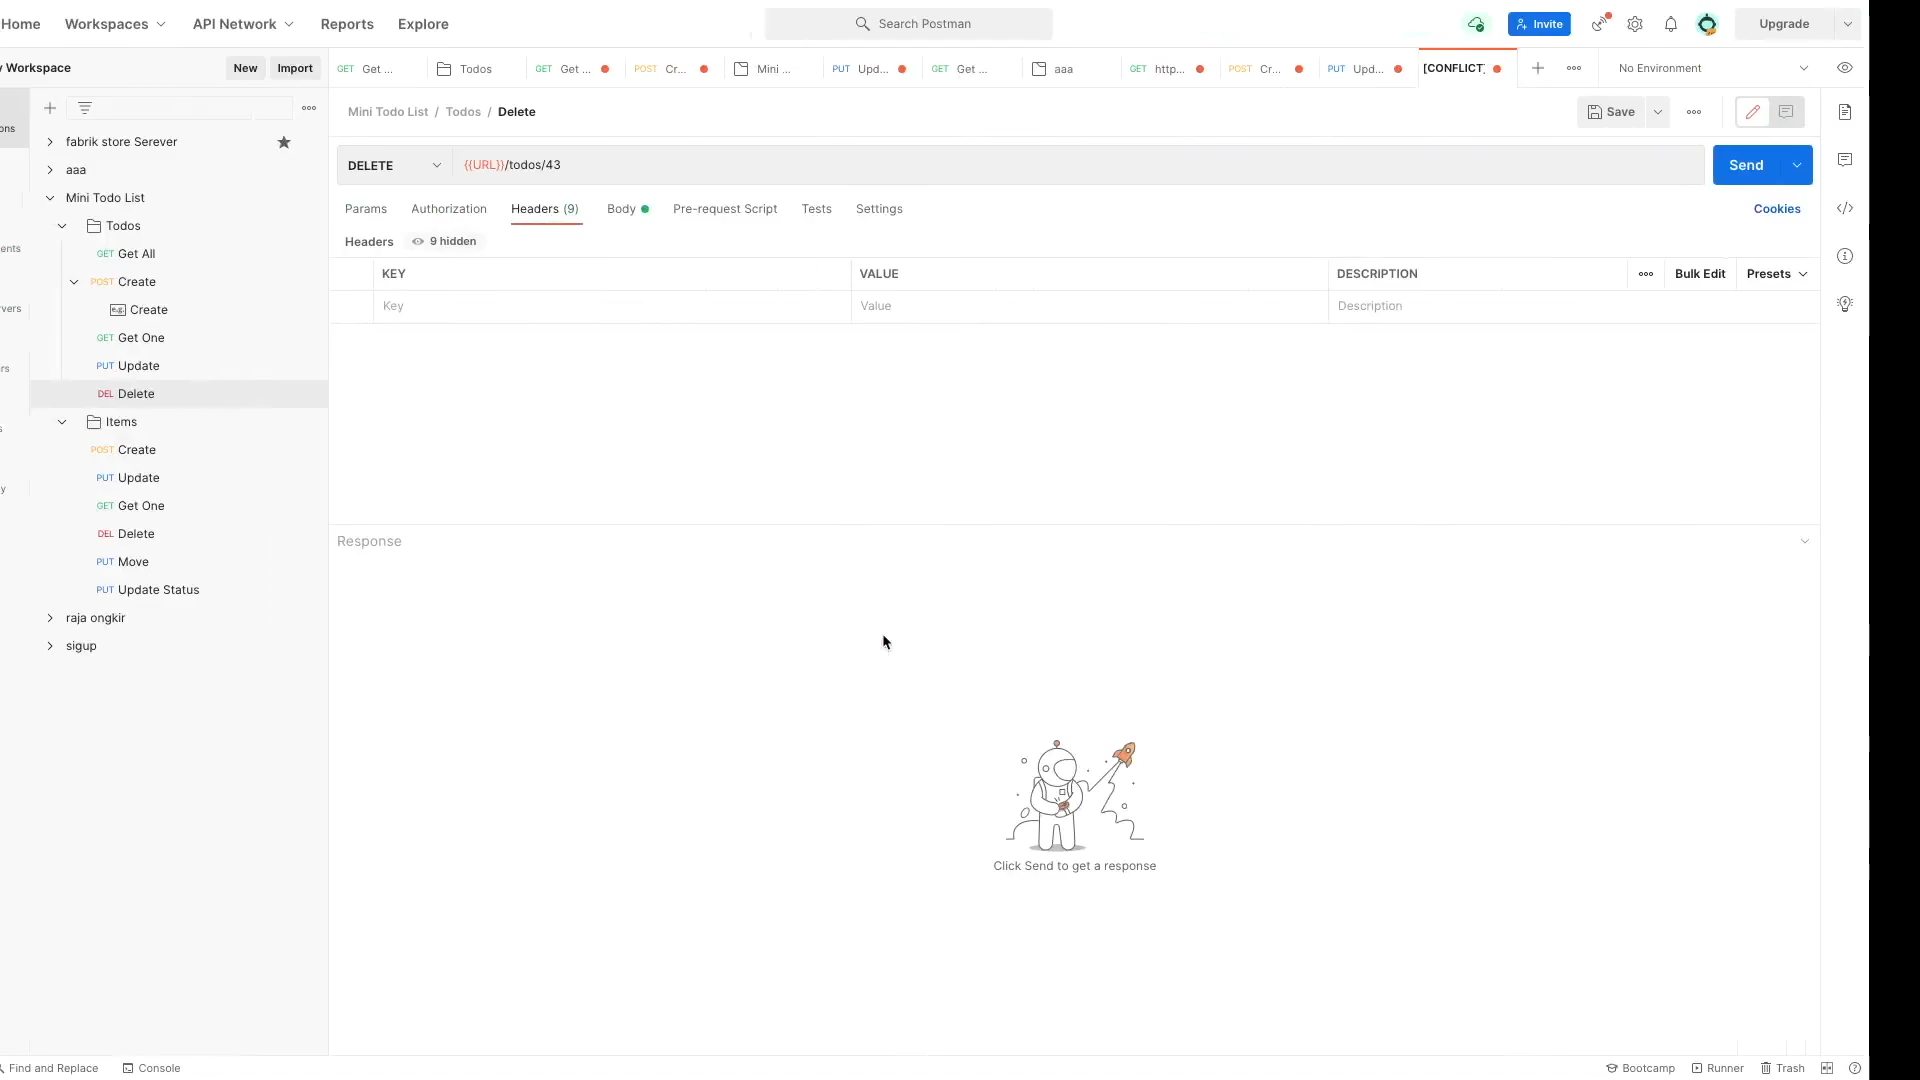 Home Workspaces API Network Reports Explore Search Postman Invite Upgrade
Workspace New Import GET Get ... Todos GET Get ... POST Cr... Mini ... PUT Upd... GET Get ... aaa GET http... POST Cr... PUT Upd... [CONFLICT] No Environment
Mini Todo List / Todos / Delete Save
ons
fabrik store Serever
aaa
DELETE {{URL}}/todos/43 Send
Mini Todo List
Params Authorization Headers (9) Body Pre-request Script Tests Settings Cookies
Todos
Headers 9 hidden
ents
GET Get All
KEY VALUE DESCRIPTION Bulk Edit Presets
POST Create
Key Value Description
e.g. Create
vers
GET Get One
PUT Update
rs
DEL Delete
Items
s
POST Create
PUT Update
y
GET Get One
DEL Delete
Response
PUT Move
PUT Update Status
raja ongkir
sigup
Click Send to get a response
Find and Replace Console Bootcamp Runner Trash